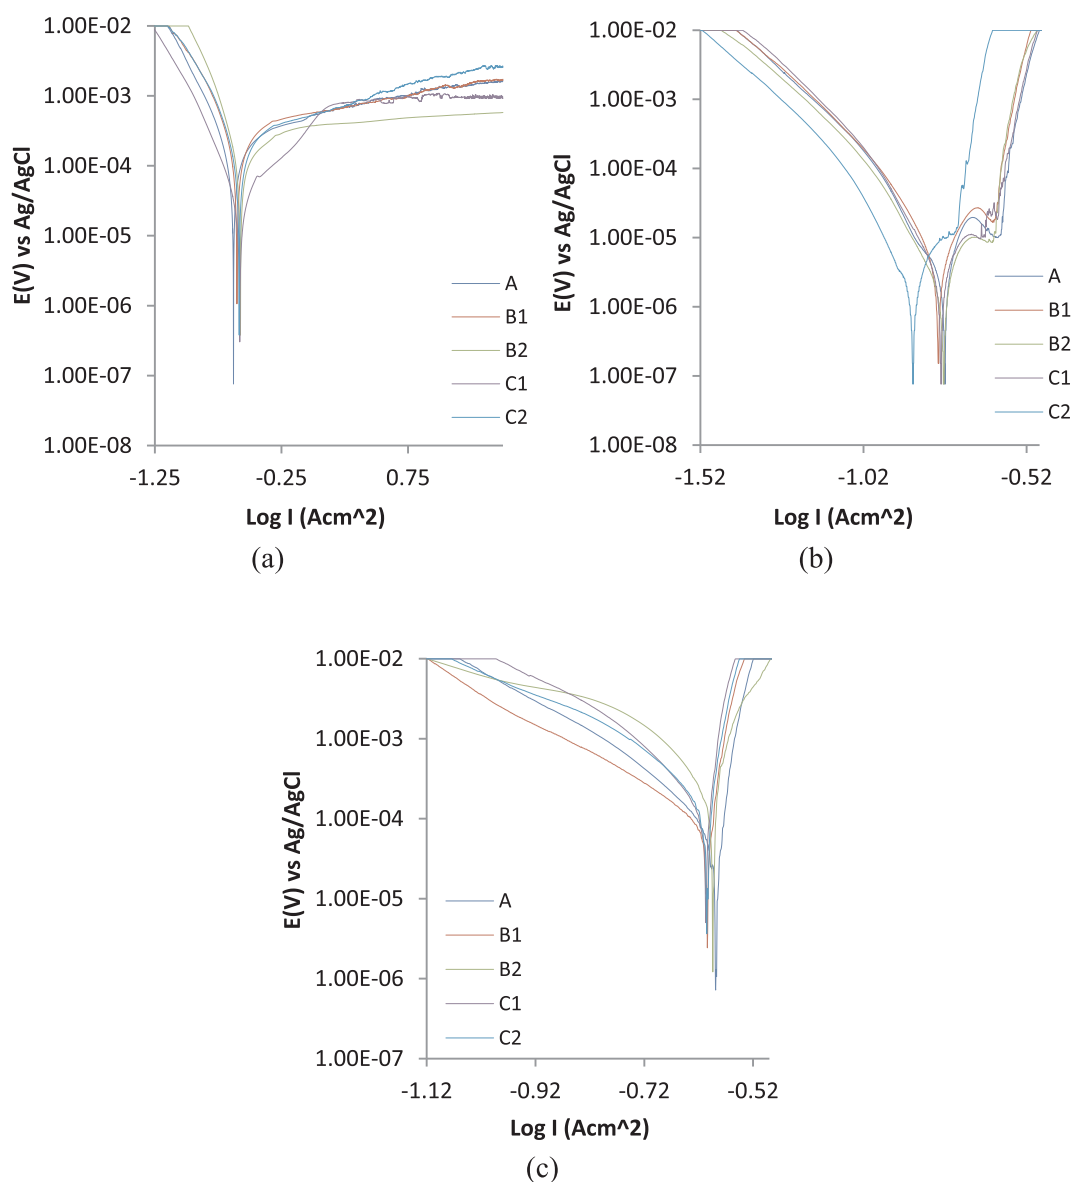 1.00E-02
1.00E-03
1.00E-04
1.00E-05
1.00E-06
1.00E-07
1.00E-08
E(V) vs Ag/AgCl
-1.25
-0.25
0.75
Log I (Acm^2)
A
B1
B2
C1
C2
(a)
1.00E-02
1.00E-03
1.00E-04
1.00E-05
1.00E-06
1.00E-07
1.00E-08
E(V) vs Ag/AgCl
-1.52
-1.02
-0.52
Log I (Acm^2)
A
B1
B2
C1
C2
(b)
1.00E-02
1.00E-03
1.00E-04
1.00E-05
1.00E-06
1.00E-07
E(V) vs Ag/AgCl
-1.12
-0.92
-0.72
-0.52
Log I (Acm^2)
A
B1
B2
C1
C2
(c)